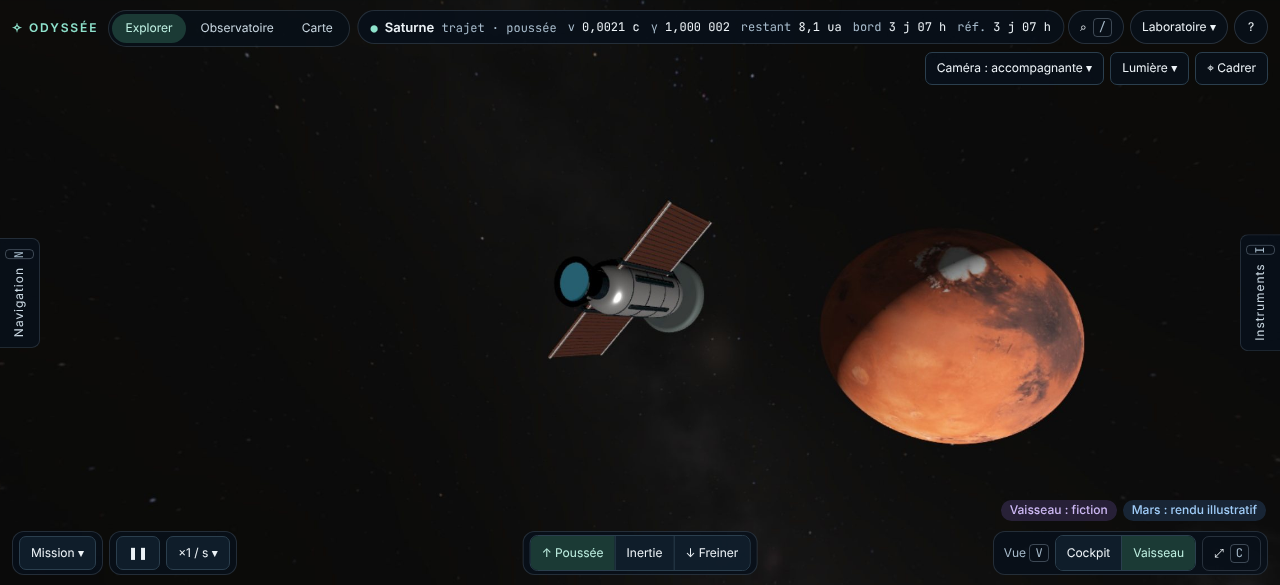 ✧ ODYSSÉE Explorer Observatoire Carte ● Saturne trajet · poussée v 0,0021 c γ 1,000 002 restant 8,1 ua bord 3 j 07 h réf. 3 j 07 h ⌕ / Laboratoire ▾ ?
Caméra : accompagnante ▾ Lumière ▾ ⌖ Cadrer
Navigation N
Instruments I
Vaisseau : fiction Mars : rendu illustratif
Mission ▾ ❚❚ ×1 / s ▾ ↑ Poussée Inertie ↓ Freiner Vue V Cockpit Vaisseau ⤢ C